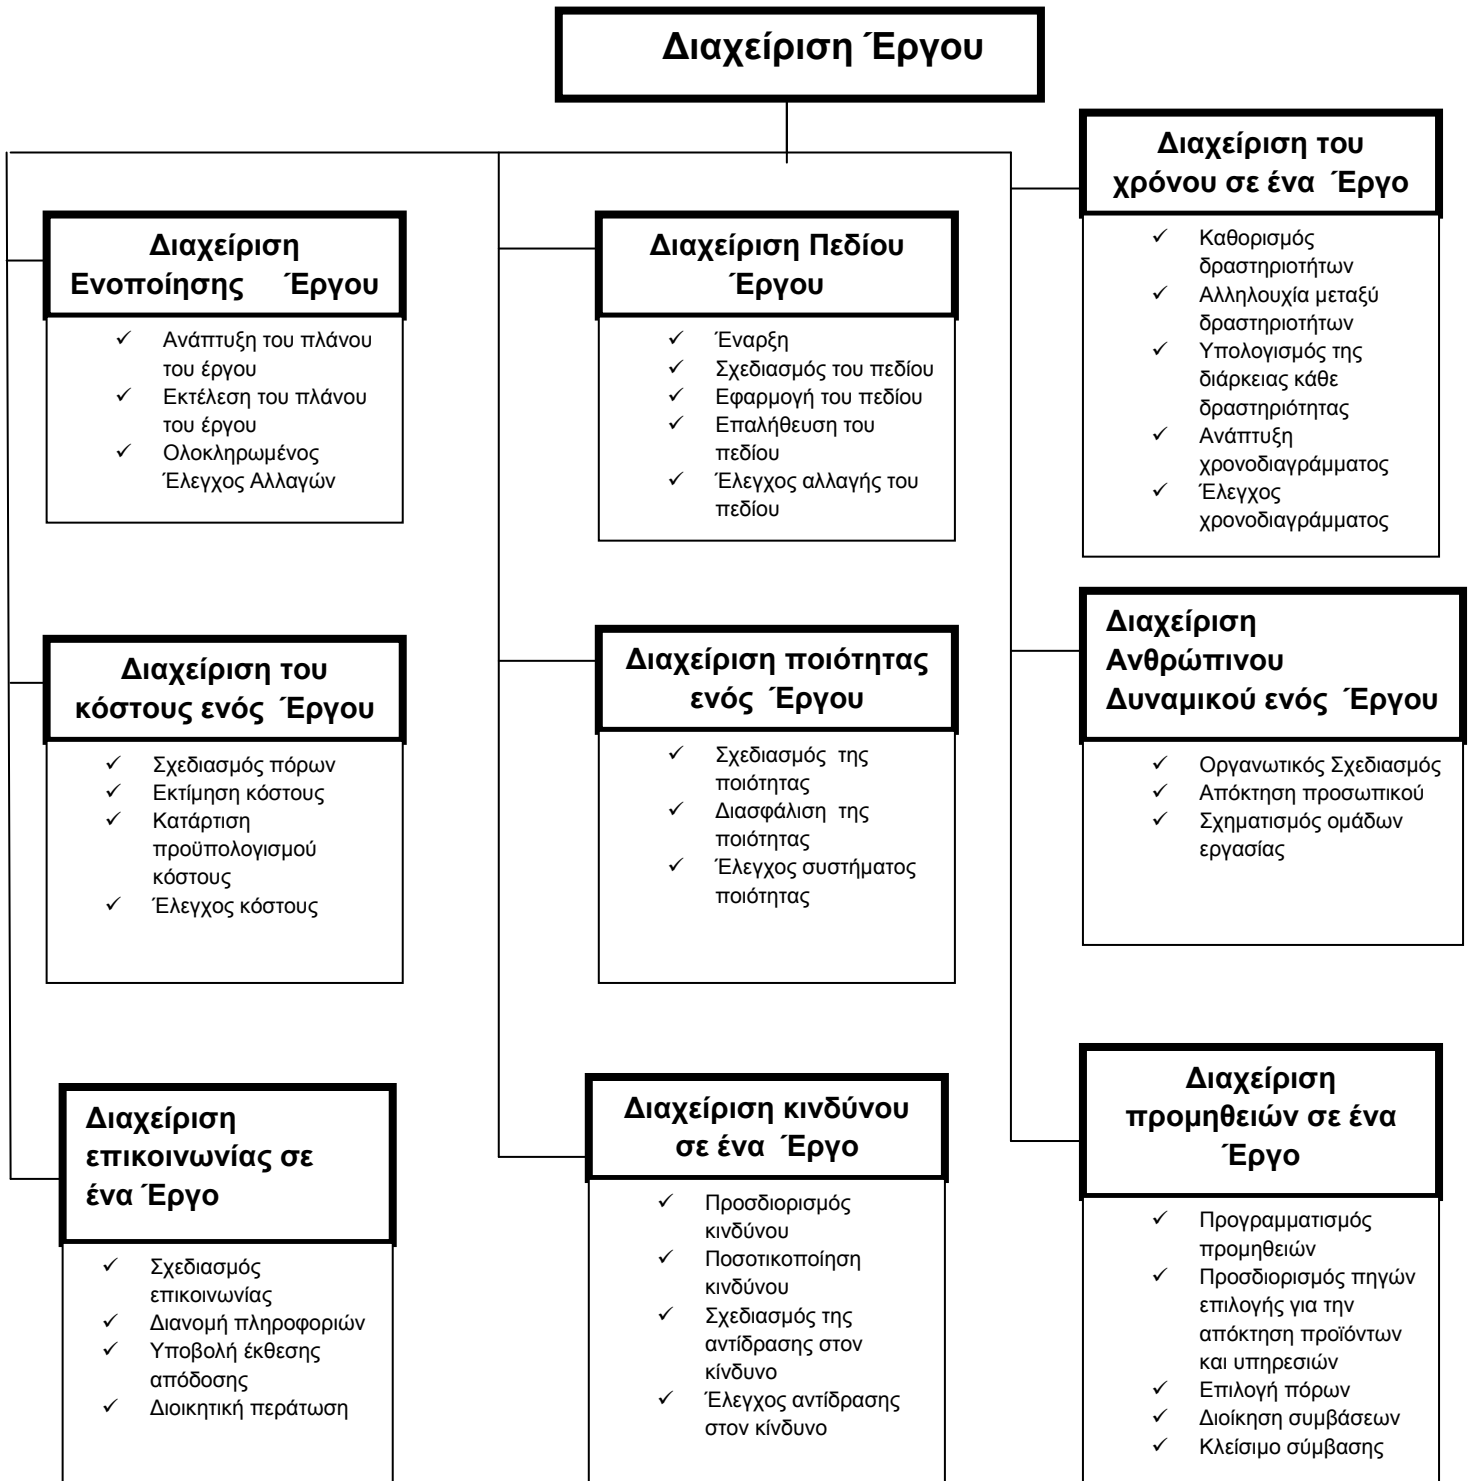 Διαχείριση Έργου
Διαχείριση
Ενοποίησης Έργου
✓ Ανάπτυξη του πλάνου
του έργου
✓ Εκτέλεση του πλάνου
του έργου
✓ Ολοκληρωμένος
Έλεγχος Αλλαγών
Διαχείριση Πεδίου
Έργου
✓ Έναρξη
✓ Σχεδιασμός του πεδίου
✓ Εφαρμογή του πεδίου
✓ Επαλήθευση του
πεδίου
✓ Έλεγχος αλλαγής του
πεδίου
Διαχείριση του
χρόνου σε ένα Έργο
✓ Καθορισμός
δραστηριοτήτων
✓ Αλληλουχία μεταξύ
δραστηριοτήτων
✓ Υπολογισμός της
διάρκειας κάθε
δραστηριότητας
✓ Ανάπτυξη
χρονοδιαγράμματος
✓ Έλεγχος
χρονοδιαγράμματος
Διαχείριση του
κόστους ενός Έργου
✓ Σχεδιασμός πόρων
✓ Εκτίμηση κόστους
✓ Κατάρτιση
προϋπολογισμού
κόστους
✓ Έλεγχος κόστους
Διαχείριση ποιότητας
ενός Έργου
✓ Σχεδιασμός της
ποιότητας
✓ Διασφάλιση της
ποιότητας
✓ Έλεγχος συστήματος
ποιότητας
Διαχείριση
Ανθρώπινου
Δυναμικού ενός Έργου
✓ Οργανωτικός Σχεδιασμός
✓ Απόκτηση προσωπικού
✓ Σχηματισμός ομάδων
εργασίας
Διαχείριση
επικοινωνίας σε
ένα Έργο
✓ Σχεδιασμός
επικοινωνίας
✓ Διανομή πληροφοριών
✓ Υποβολή έκθεσης
απόδοσης
✓ Διοικητική περάτωση
Διαχείριση κινδύνου
σε ένα Έργο
✓ Προσδιορισμός
κινδύνου
✓ Ποσοτικοποίηση
κινδύνου
✓ Σχεδιασμός της
αντίδρασης στον
κίνδυνο
✓ Έλεγχος αντίδρασης
στον κίνδυνο
Διαχείριση
προμηθειών σε ένα
Έργο
✓ Προγραμματισμός
προμηθειών
✓ Προσδιορισμός πηγών
επιλογής για την
απόκτηση προϊόντων
και υπηρεσιών
✓ Επιλογή πόρων
✓ Διοίκηση συμβάσεων
✓ Κλείσιμο σύμβασης